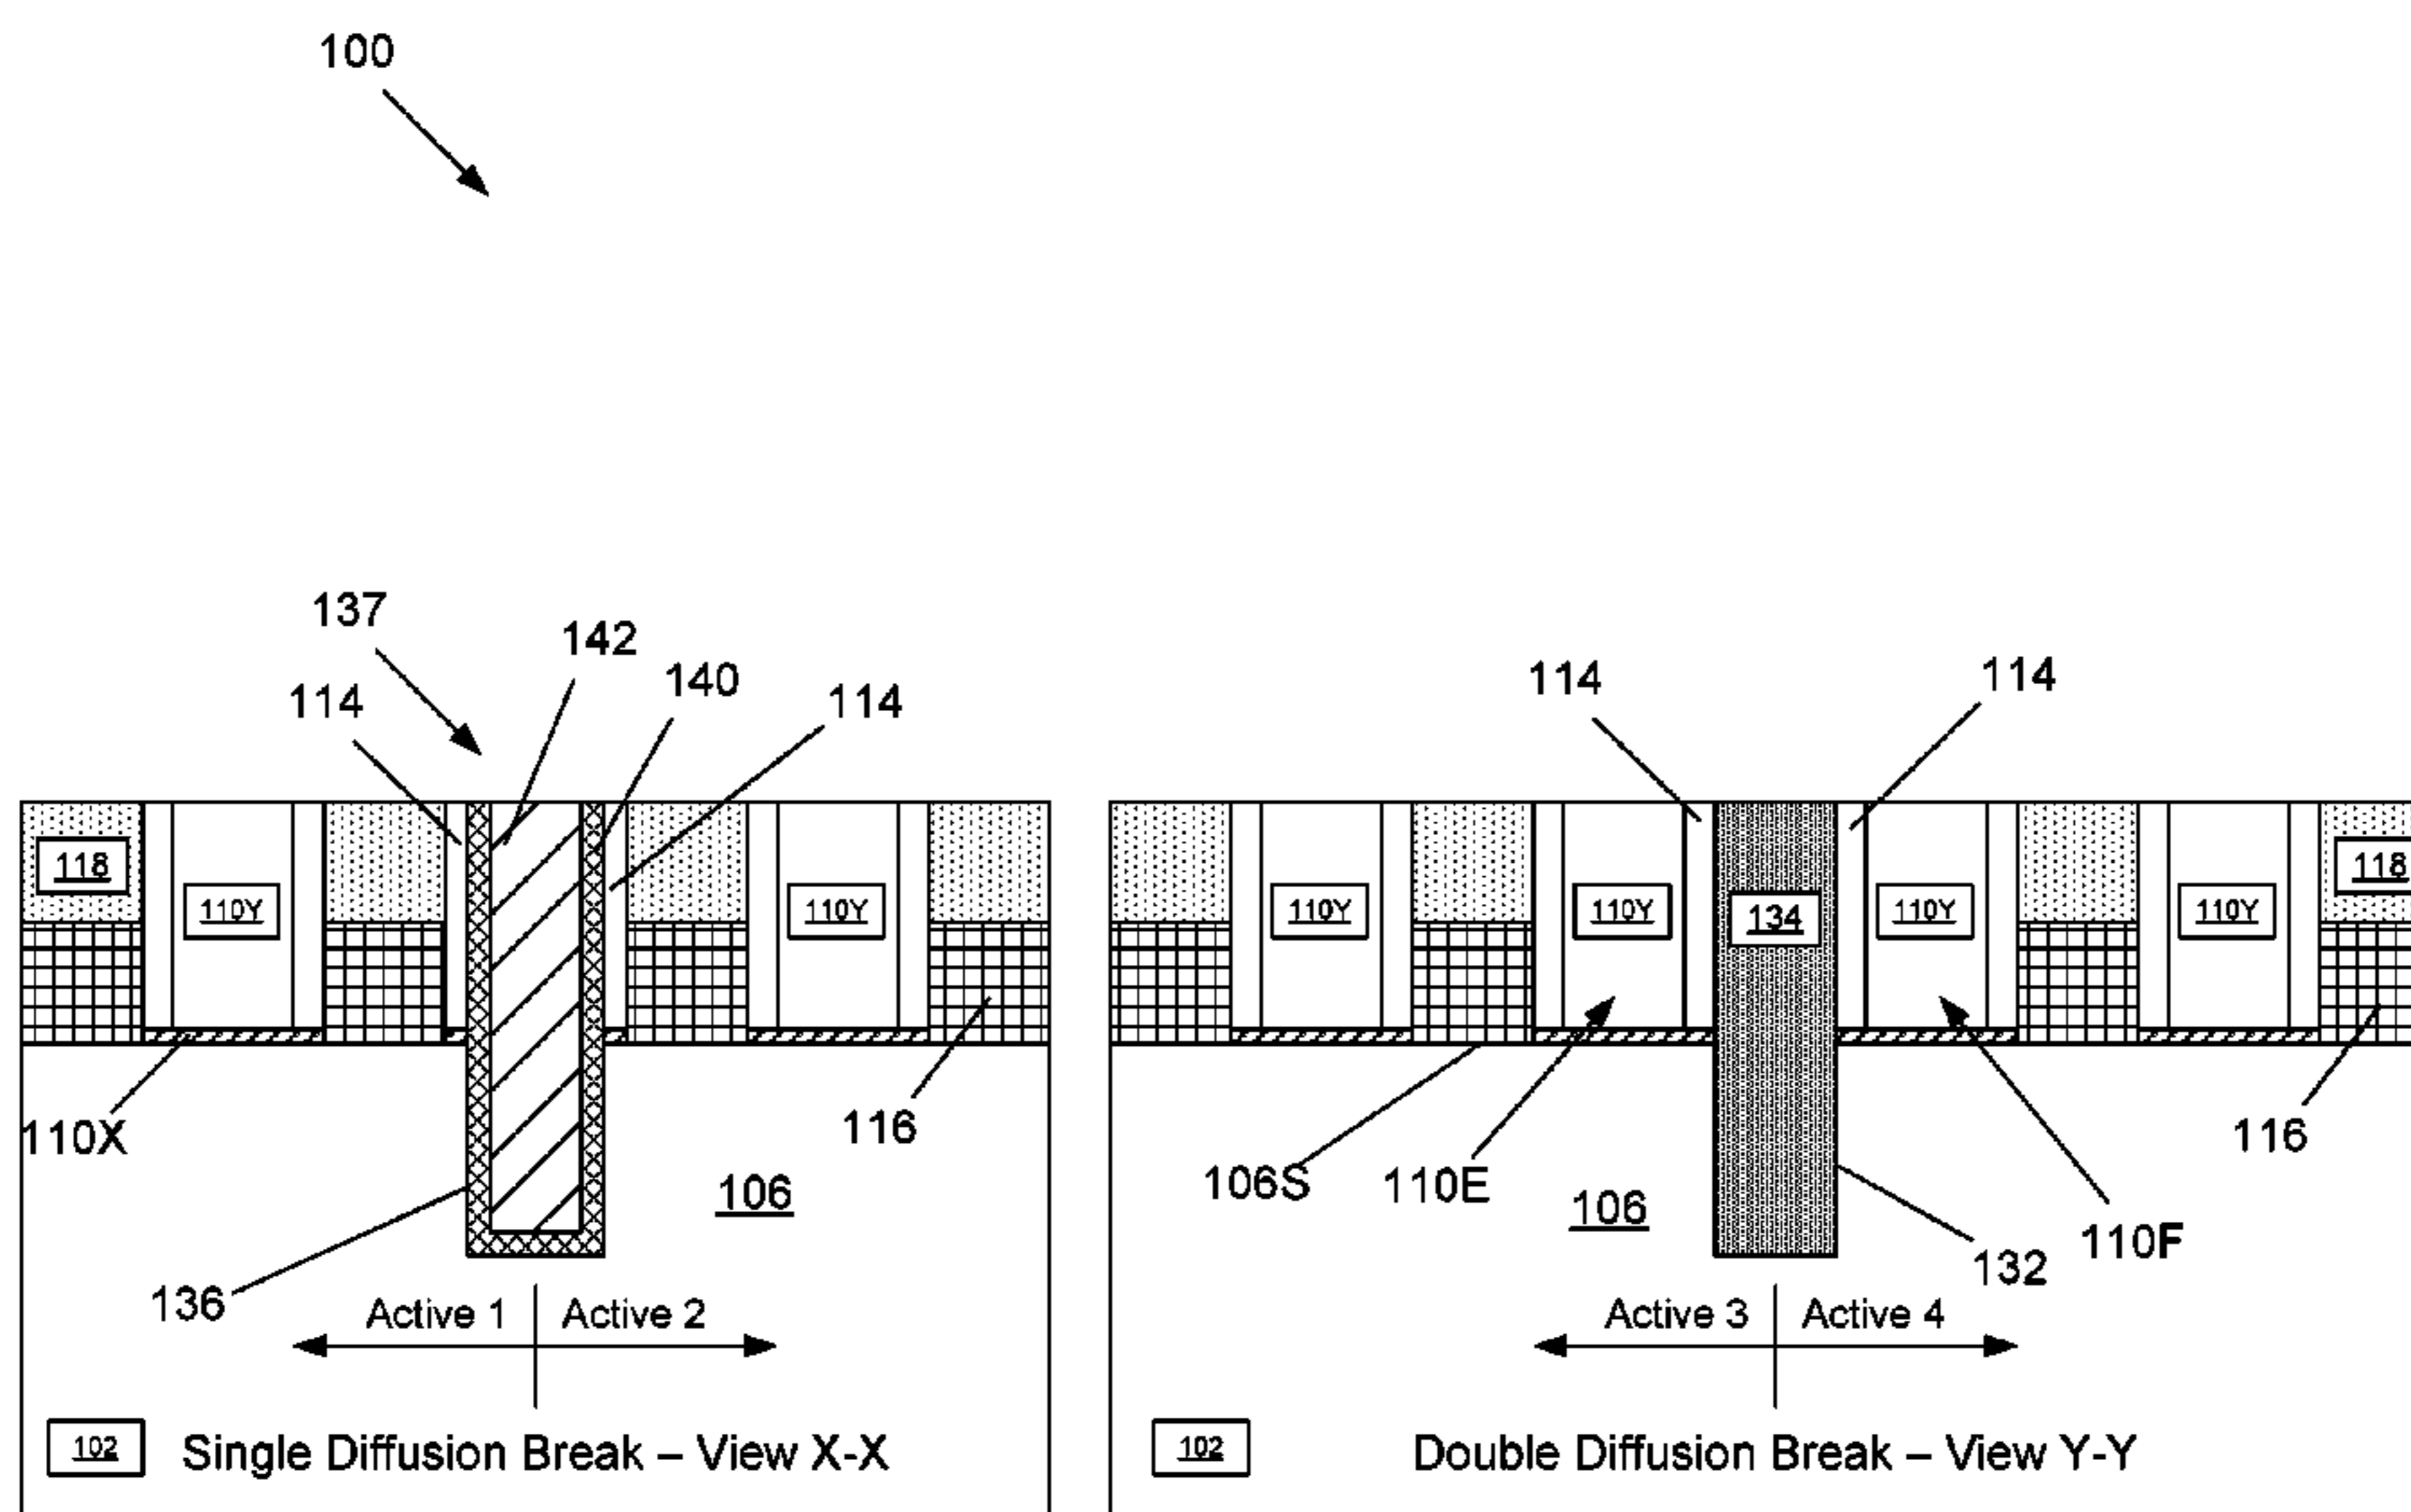 100
137
142
140
114
114
114
114
118
110Y
110Y
110Y
110Y
134
110Y
110Y
118
110X
116
106
136
106S
110E
106
110F
132
116
Active 1
Active 2
Active 3
Active 4
102
Single Diffusion Break – View X-X
102
Double Diffusion Break – View Y-Y